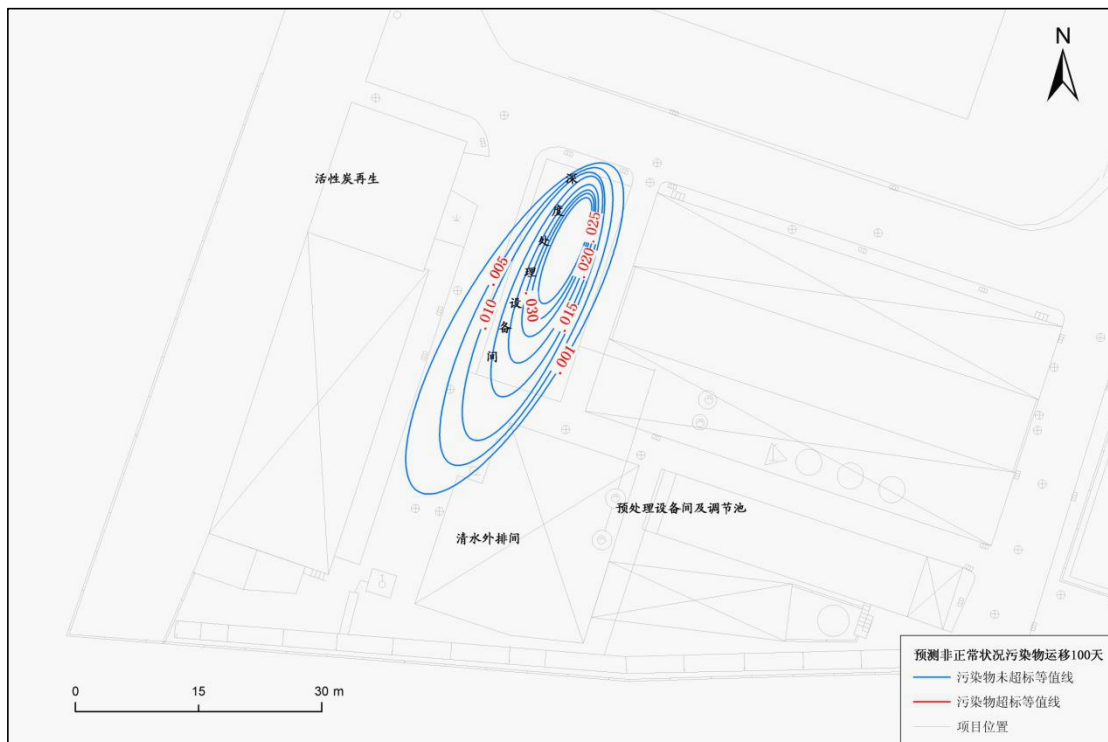 N
活性炭再生
深度处理设备间
.005
.010
.025
.020
.030
.015
.001
预处理设备间及调节池
清水外排间
0 15 30 m
预测非正常状况污染物运移100天
污染物未超标等值线
污染物超标等值线
项目位置